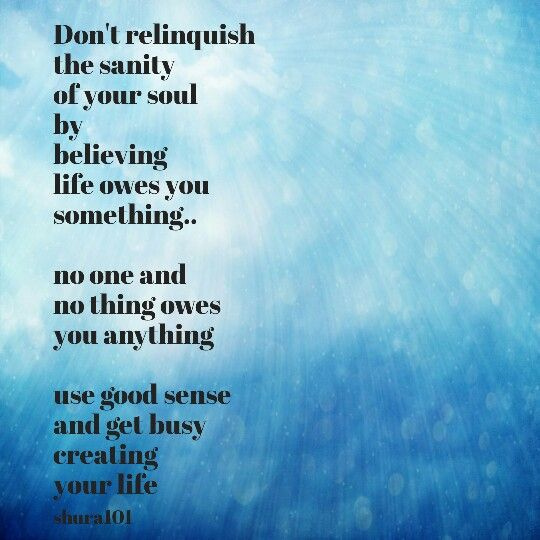 Don't relinquish
the sanity
of your soul
by
believing
life owes you
something..
no one and
no thing owes
you anything
use good sense
and get busy
creating
your life
shura101